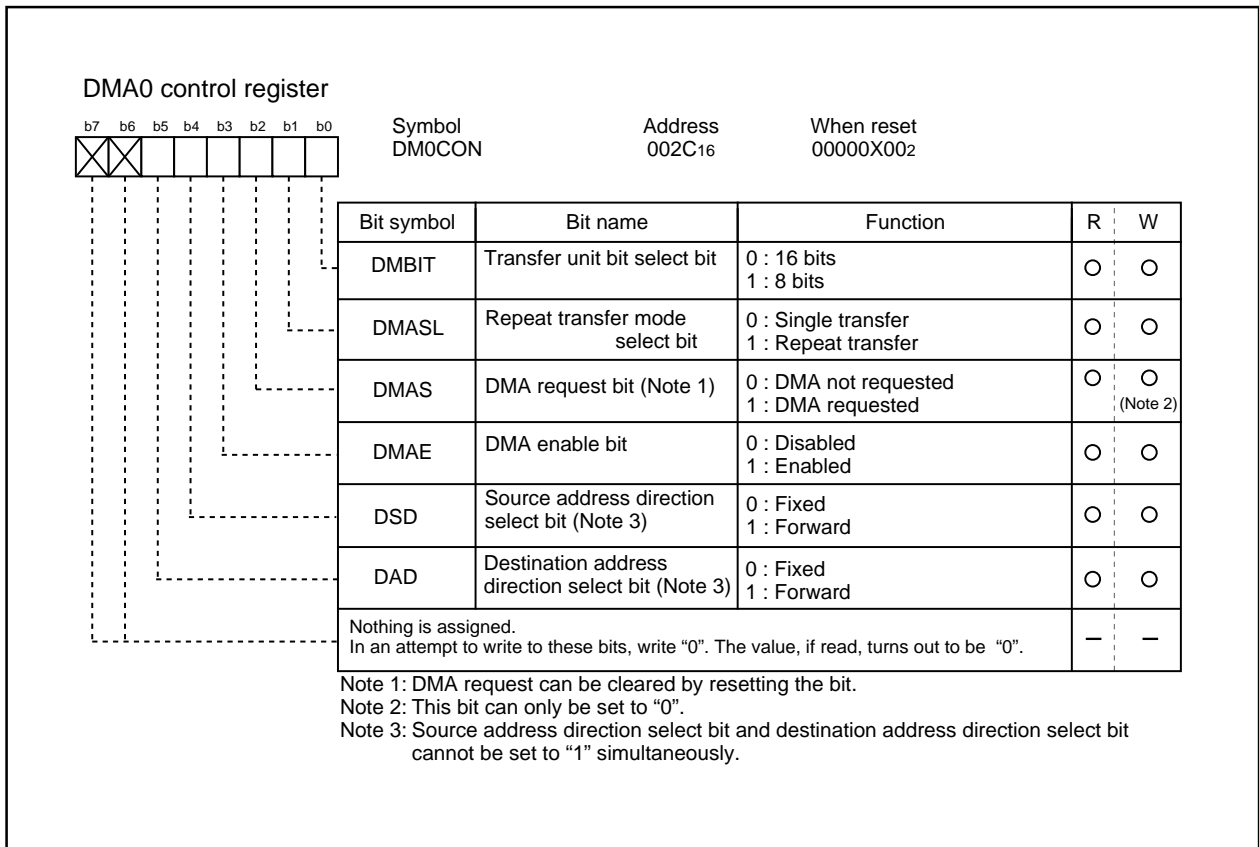 DMA0 control register
b7 b6 b5 b4 b3 b2 b1 b0
Symbol Address When reset
DM0CON 002C16 00000X002
Bit symbol Bit name Function R W
DMBIT Transfer unit bit select bit 0 : 16 bits
1 : 8 bits
DMASL Repeat transfer mode
select bit 0 : Single transfer
1 : Repeat transfer
DMAS DMA request bit (Note 1) 0 : DMA not requested
1 : DMA requested (Note 2)
DMAE DMA enable bit 0 : Disabled
1 : Enabled
DSD Source address direction
select bit (Note 3) 0 : Fixed
1 : Forward
DAD Destination address
direction select bit (Note 3) 0 : Fixed
1 : Forward
Nothing is assigned.
In an attempt to write to these bits, write “0”. The value, if read, turns out to be “0”. – –
Note 1: DMA request can be cleared by resetting the bit.
Note 2: This bit can only be set to “0”.
Note 3: Source address direction select bit and destination address direction select bit
cannot be set to “1” simultaneously.